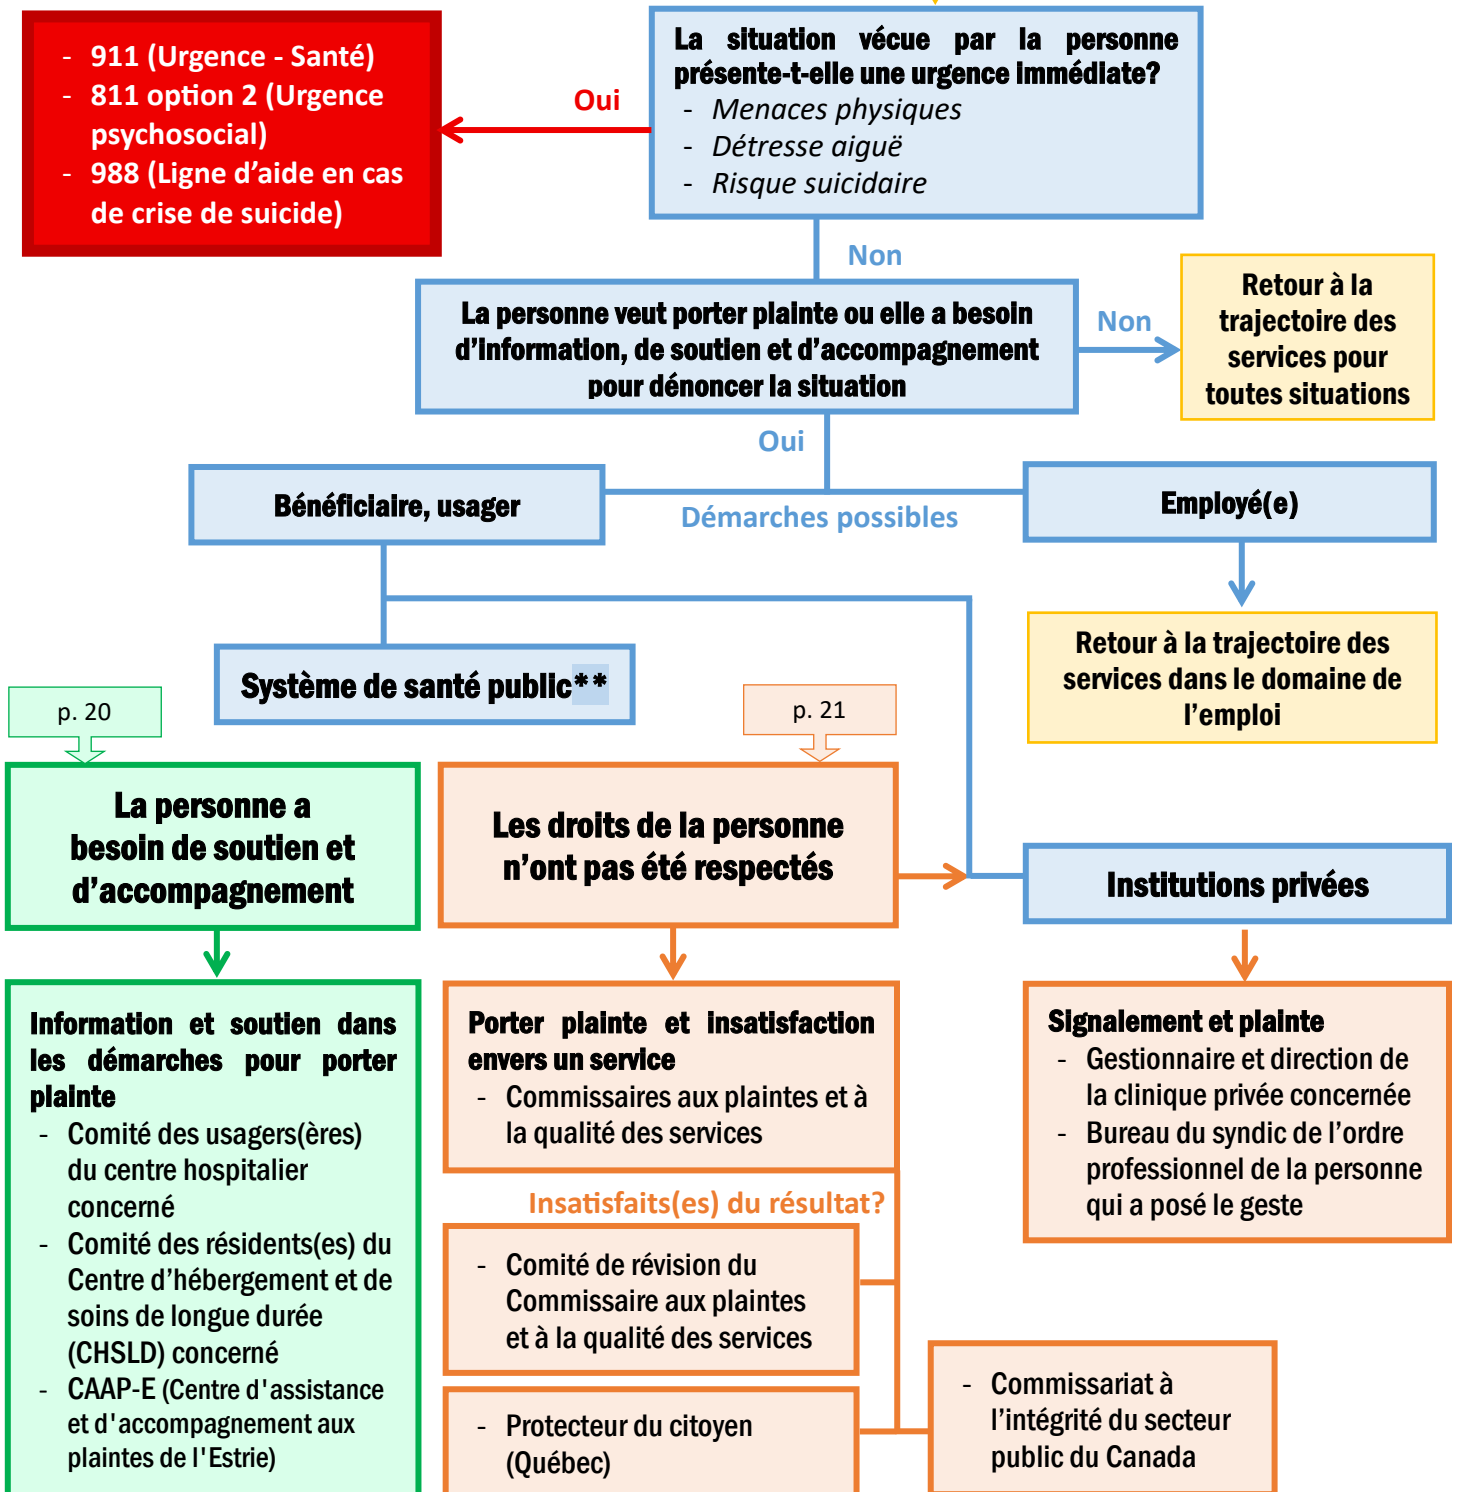 - 911 (Urgence - Santé)
- 811 option 2 (Urgence
psychosocial)
- 988 (Ligne d'aide en cas
de crise de suicide)
Oui
La situation vécue par la personne
présente-t-elle une urgence immédiate?
- Menaces physiques
- Détresse aiguë
- Risque suicidaire
Non
La personne veut porter plainte ou elle a besoin
d'information, de soutien et d'accompagnement
pour dénoncer la situation
Non
Retour à la
trajectoire des
services pour
toutes situations
Oui
Bénéficiaire, usager
Démarches possibles
Employé(e)
Retour à la trajectoire des
services dans le domaine de
l'emploi
Système de santé public**
p. 20
p. 21
La personne a
besoin de soutien et
d'accompagnement
Les droits de la personne
n'ont pas été respectés
Institutions privées
Information et soutien dans
les démarches pour porter
plainte
- Comité des usagers(ères)
du centre hospitalier
concerné
- Comité des résidents(es) du
Centre d'hébergement et de
soins de longue durée
(CHSLD) concerné
- CAAP-E (Centre d'assistance
et d'accompagnement aux
plaintes de l'Estrie)
Porter plainte et insatisfaction
envers un service
- Commissaires aux plaintes et à
la qualité des services
Insatisfaits(es) du résultat?
- Comité de révision du
Commissaire aux plaintes
et à la qualité des services
- Protecteur du citoyen
(Québec)
- Commissariat à
l'intégrité du secteur
public du Canada
Signalement et plainte
- Gestionnaire et direction de
la clinique privée concernée
- Bureau du syndic de l'ordre
professionnel de la personne
qui a posé le geste